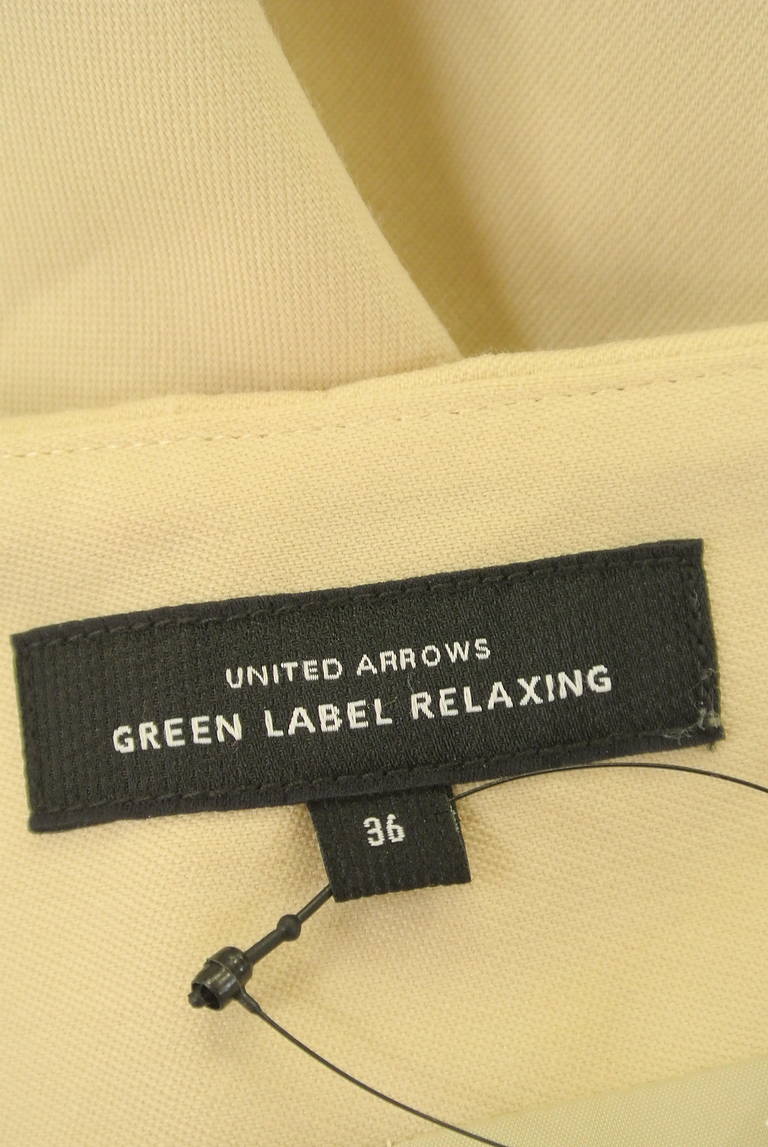 UNITED ARROWS
GREEN LABEL RELAXING
36